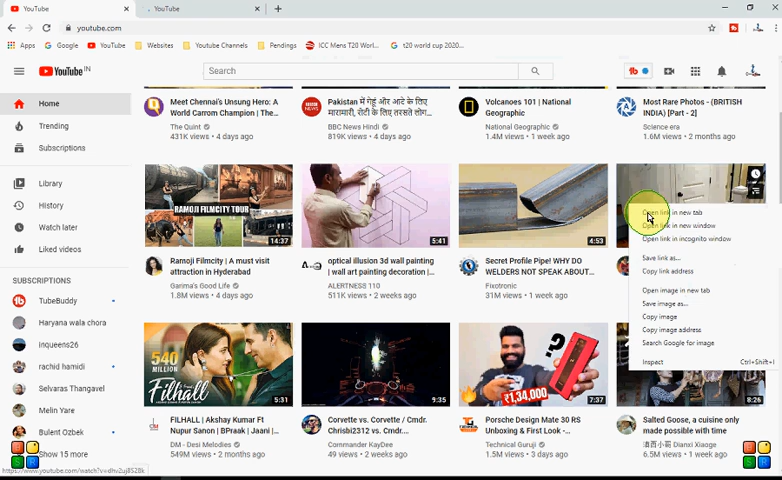 YouTube
YouTube
youtube.com
Apps
Google
YouTube
Websites
Youtube Channels
Pendings
ICC Mens T20 Worl...
t20 world cup 2020...
YouTube IN
Search
Home
Trending
Subscriptions
Library
History
Watch later
Liked videos
SUBSCRIPTIONS
TubeBuddy
Haryana wala chora
inqueens26
rachid hamidi
Selvaras Thangavel
Melin Yare
Bulent Ozbek
Show 15 more
Meet Chennai's Unsung Hero: A
World Carrom Champion | The...
The Quint
431K views • 4 days ago
Pakistan में गेहूं और आटे के लिए
मारामारी, रोटी के लिए तरसते लोग...
BBC News Hindi
819K views • 4 days ago
Volcanoes 101 | National
Geographic
National Geographic
1.4M views • 1 week ago
Most Rare Photos - (BRITISH
INDIA) [Part - 2]
Science era
1.6M views • 2 months ago
RAMOJI FILMCITY TOUR
14:37
Ramoji Filmcity - A must visit
attraction in Hyderabad
Garima's Good Life
1.8M views • 4 days ago
5:41
optical illusion 3d wall painting
| wall art painting decoration |...
ALERTNESS 110
511K views • 2 weeks ago
4:53
Secret Profile Pipe! WHY DO
WELDERS NOT SPEAK ABOUT...
Fixotronic
31M views • 1 week ago
Open link in new tab
Open link in new window
Open link in incognito window
Save link as...
Copy link address
Open image in new tab
Save image as...
Copy image
Copy image address
Search Google for image
Inspect
Ctrl+Shift+I
540
MILLION
FILHALL
5:31
FILHALL | Akshay Kumar Ft
Nupur Sanon | BPraak | Jaani |...
DM - Desi Melodies
549M views • 2 months ago
9:35
Corvette vs. Corvette / Cmdr.
Chrisbi2312 vs. Cmdr....
Commander KayDee
49 views • 2 weeks ago
?
₹1,34,000
7:37
Porsche Design Mate 30 RS
Unboxing & First Look -...
Technical Guruji
1.5M views • 3 days ago
8:26
Salted Goose, a cuisine only
made possible with time
滇西小哥 Dianxi Xiaoge
6.5M views • 1 week ago